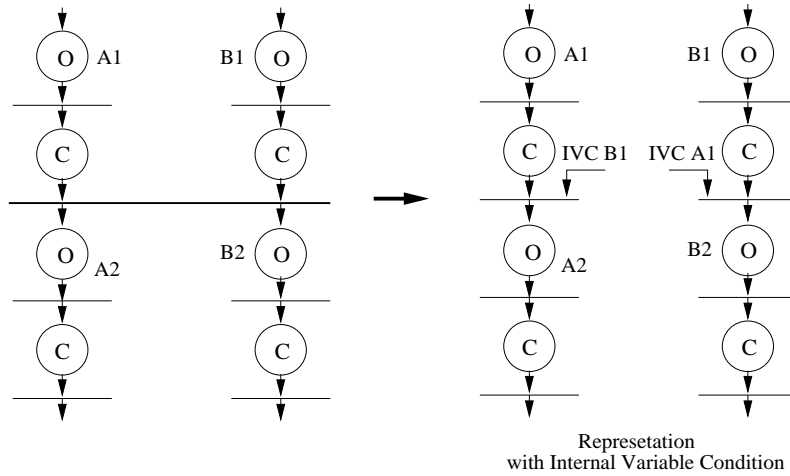 O A1 B1 O O A1 B1 O
C C C IVC B1 IVC A1 C
O A2 B2 O O A2 B2 O
C C C C
Represetation
with Internal Variable Condition